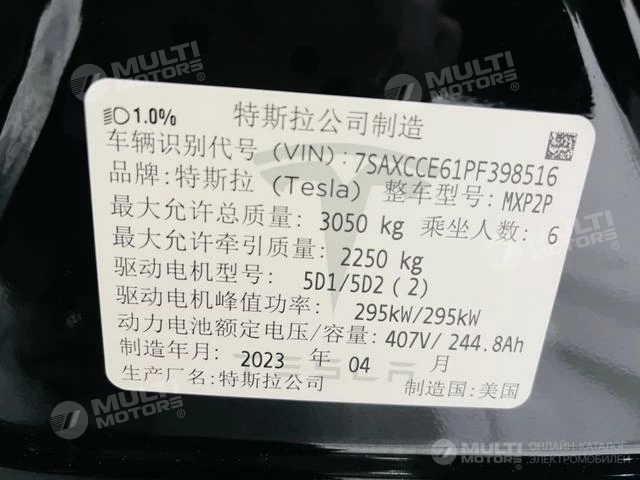 1.0%
特斯拉公司制造
车辆识别代号 (VIN): 7SAXCCE61PF398516
品牌: 特斯拉 (Tesla) 整车型号: MXP2P
最大允许总质量: 3050 kg 乘坐人数: 6
最大允许牵引质量: 2250 kg
驱动电机型号: 5D1/5D2 (2)
驱动电机峰值功率: 295kW/295kW
动力电池额定电压/容量: 407V/ 244.8Ah
制造年月: 2023 年 04 月
TESLA
生产厂名: 特斯拉公司 制造国: 美国
MULTI MOTORS®
MULTI MOTORS®
MULTI MOTORS®
MULTI MOTORS
ОНЛАЙН-КАТАЛОГ
ЭЛЕКТРОМОБИЛЕЙ